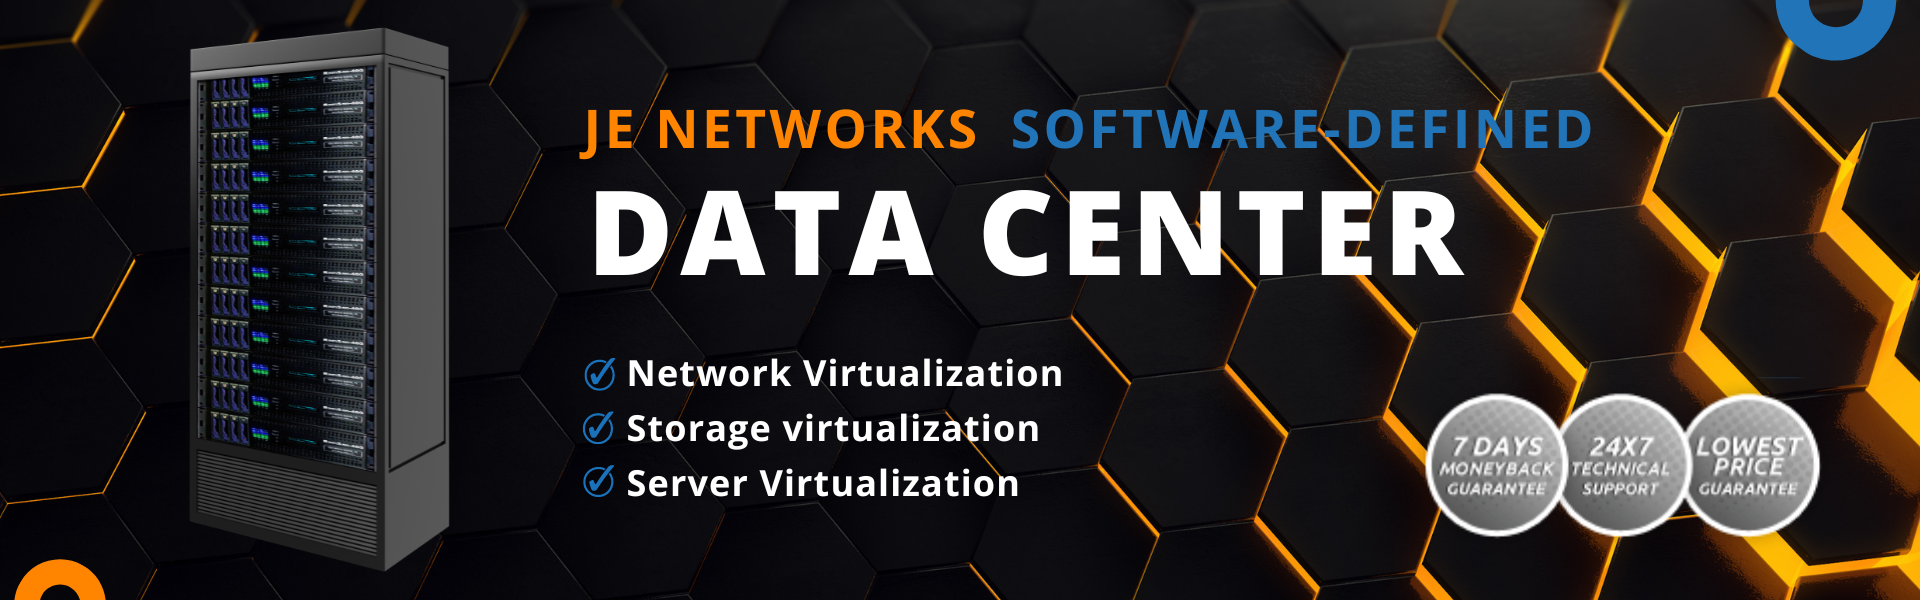 JE NETWORKS SOFTWARE-DEFINED
DATA CENTER
Network Virtualization
Storage virtualization
Server Virtualization
7 DAYS
MONEYBACK
GUARANTEE
24X7
TECHNICAL
SUPPORT
LOWEST
PRICE
GUARANTEE